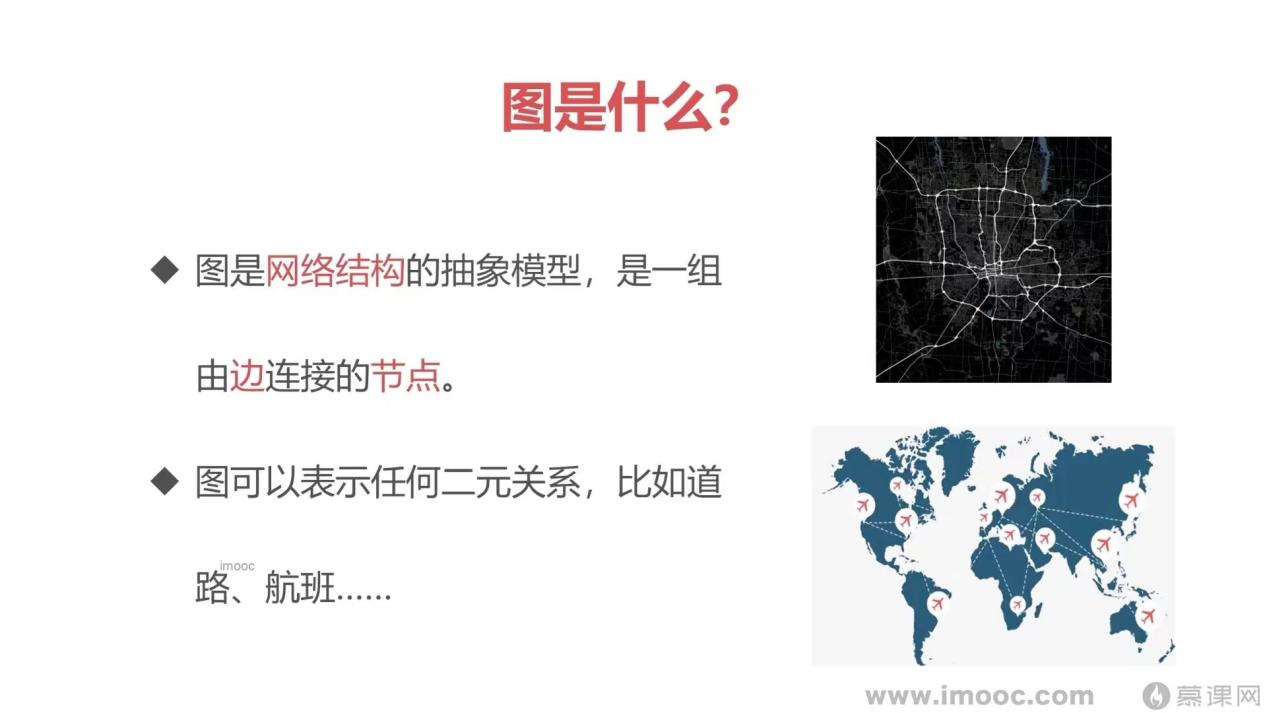 图是什么？
◆ 图是网络结构的抽象模型，是一组
由边连接的节点。
◆ 图可以表示任何二元关系，比如道
imooc
路、航班……
www.imooc.com 慕课网